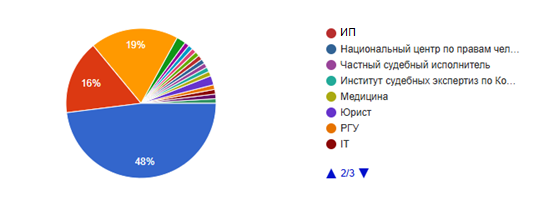 19%
16%
48%
ИП
Национальный центр по правам чел...
Частный судебный исполнитель
Институт судебных экспертиз по Ко...
Медицина
Юрист
РГУ
IT
2/3